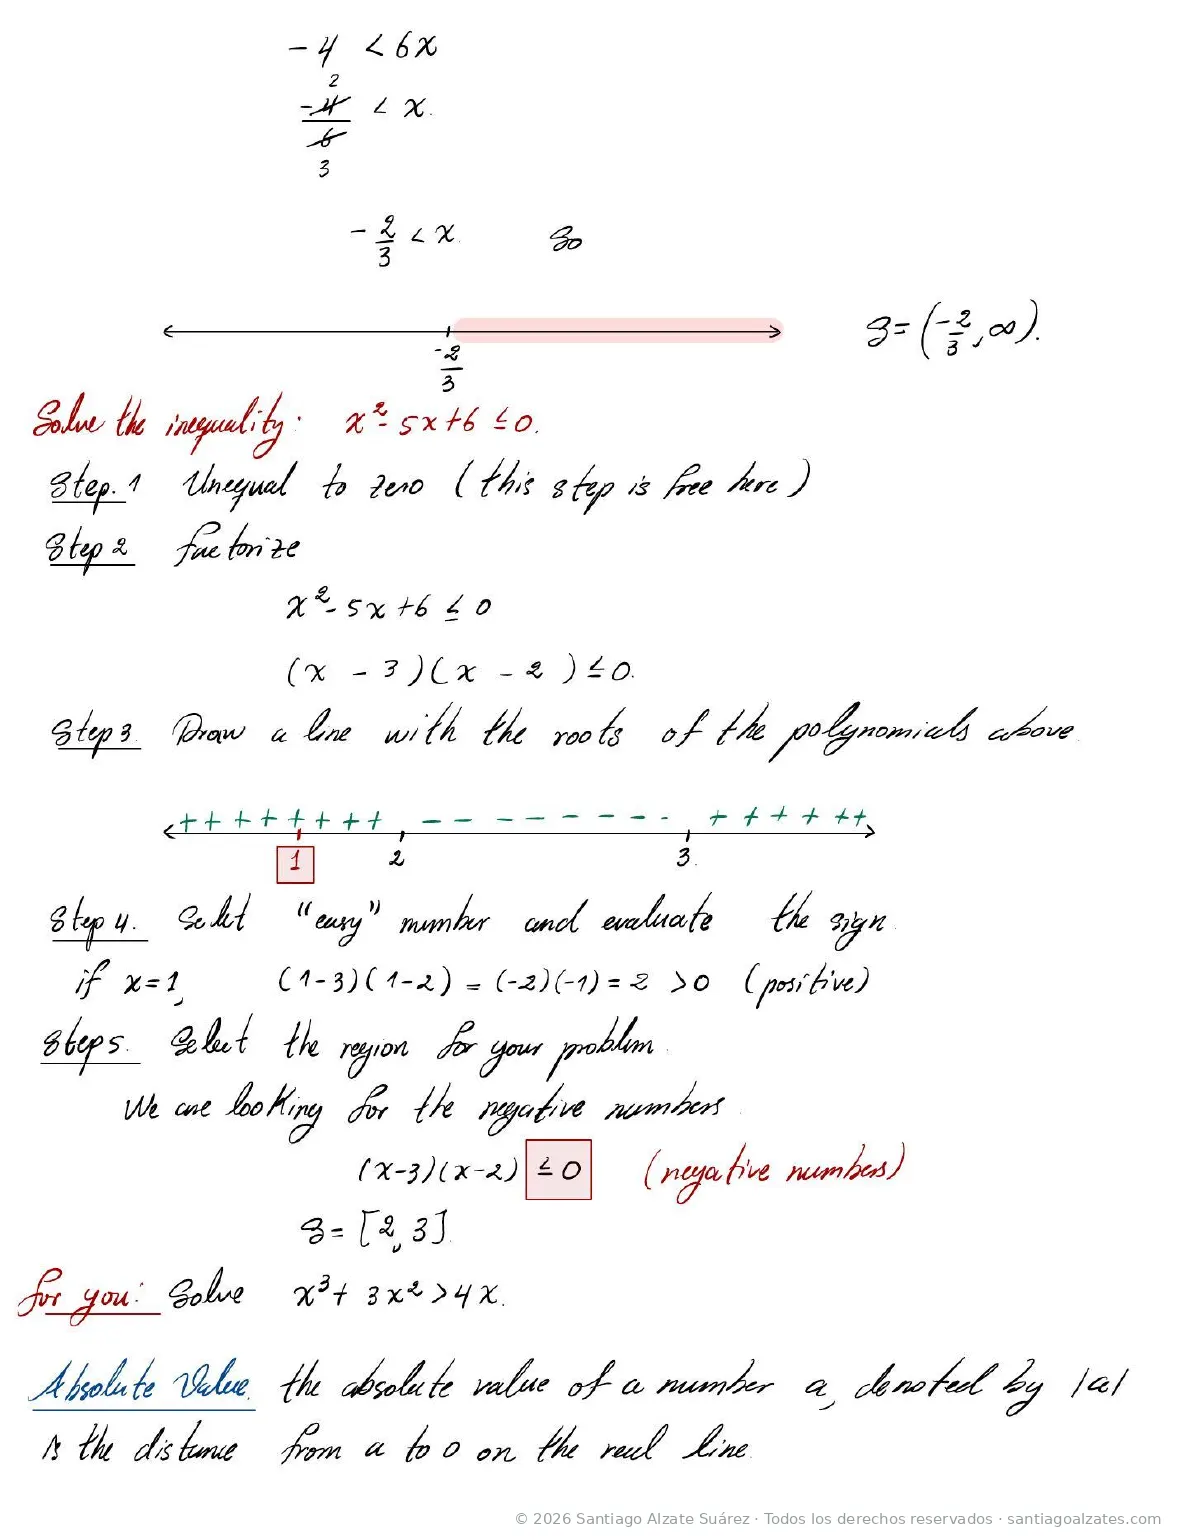 -4 < 6x
2
-4/6 < x.
3
-2/3 < x. So
-2/3
S = (-2/3, ∞).
Solve the inequality: x² - 5x + 6 ≤ 0.
Step. 1 Unequal to zero (this step is free here)
Step 2 factorize
x² - 5x + 6 ≤ 0
(x - 3)(x - 2) ≤ 0.
Step 3. Draw a line with the roots of the polynomials above
+ + + + + + + + − − − − − − − - + + + + + +
1 2 3.
Step 4. Select "easy" number and evaluate the sign.
if x=1, (1-3)(1-2) = (-2)(-1) = 2 > 0 (positive)
Step 5. Select the region for your problem.
We are looking for the negative numbers.
(x-3)(x-2) ≤ 0 (negative numbers)
S = [2, 3].
for you: Solve x³ + 3x² > 4x.
Absolute Value. the absolute value of a number a, denoted by |a|
is the distance from a to 0 on the real line.
© 2026 Santiago Alzate Suárez · Todos los derechos reservados · santiagoalzates.com